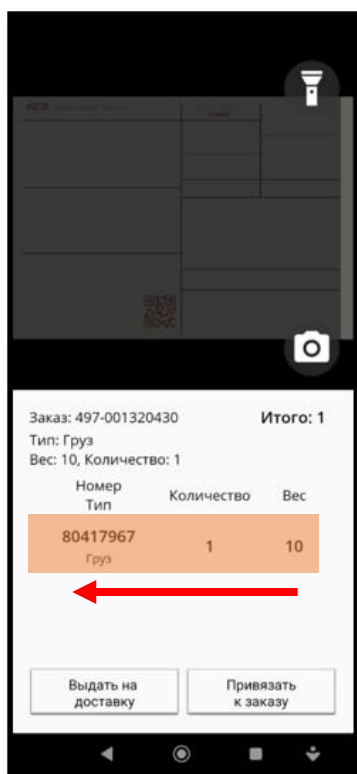 Заказ: 497-001320430 Итого: 1
Тип: Груз
Вес: 10, Количество: 1
Номер
Тип Количество Вес
80417967
Груз 1 10
Выдать на
доставку
Привязать
к заказу